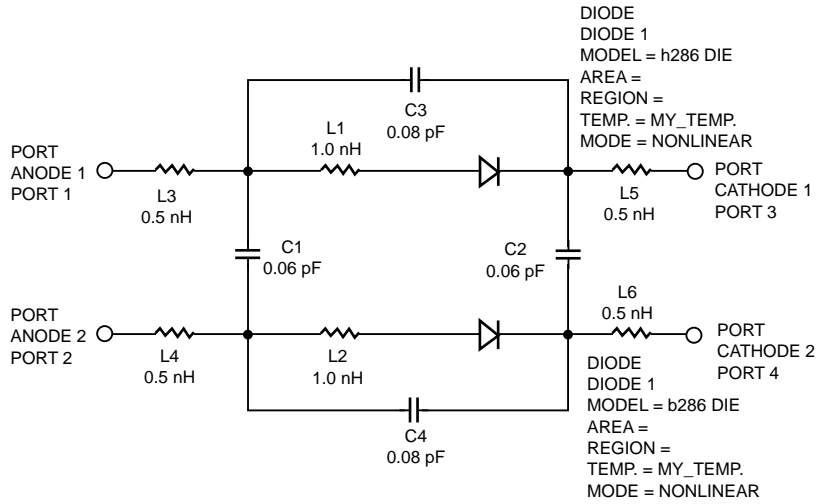 DIODE
DIODE 1
MODEL = h286 DIE
AREA =
REGION =
TEMP. = MY_TEMP.
MODE = NONLINEAR
C3
0.08 pF
L1
1.0 nH
PORT
ANODE 1
PORT 1
L3
0.5 nH
L5
0.5 nH
PORT
CATHODE 1
PORT 3
C1
0.06 pF
C2
0.06 pF
PORT
ANODE 2
PORT 2
L4
0.5 nH
L2
1.0 nH
L6
0.5 nH
PORT
CATHODE 2
PORT 4
C4
0.08 pF
DIODE
DIODE 1
MODEL = b286 DIE
AREA =
REGION =
TEMP. = MY_TEMP.
MODE = NONLINEAR